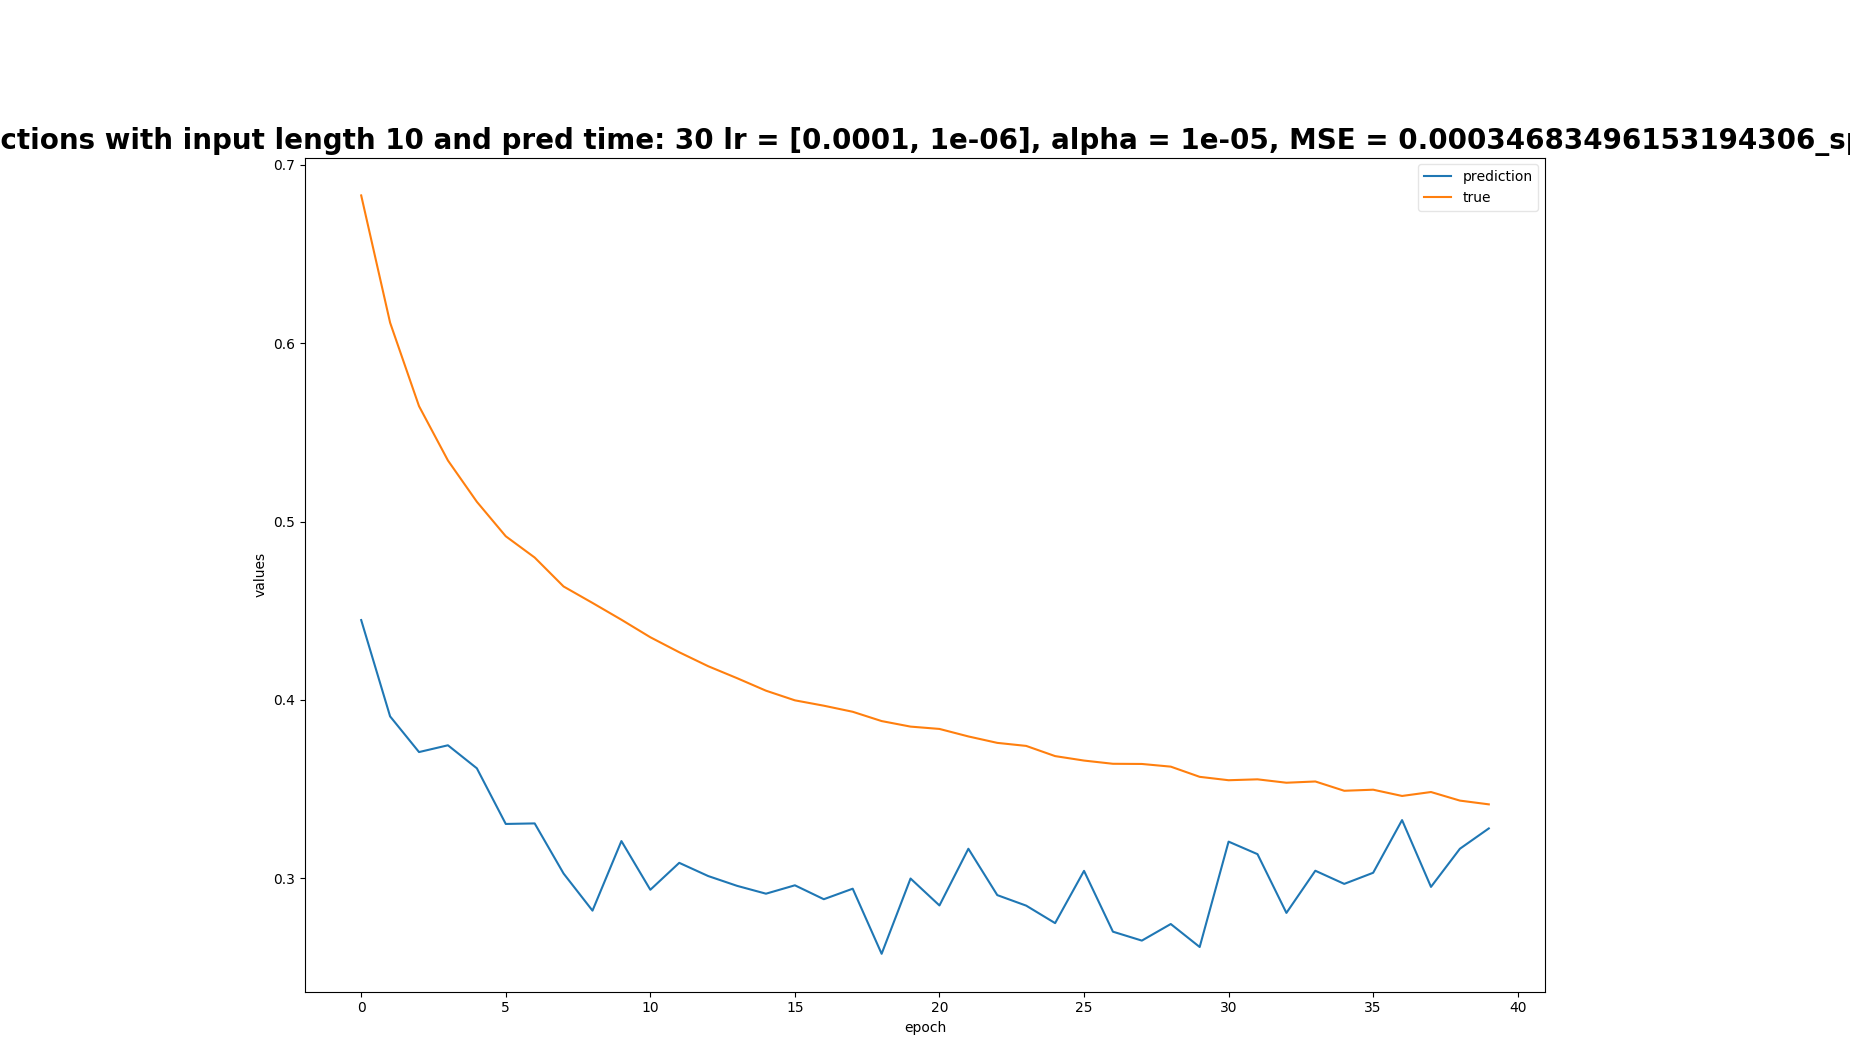 ctions with input length 10 and pred time: 30 lr = [0.0001, 1e-06], alpha = 1e-05, MSE = 0.00034683496153194306_sp
prediction
true
0.7
0.6
0.5
0.4
0.3
values
0 5 10 15 20 25 30 35 40
epoch